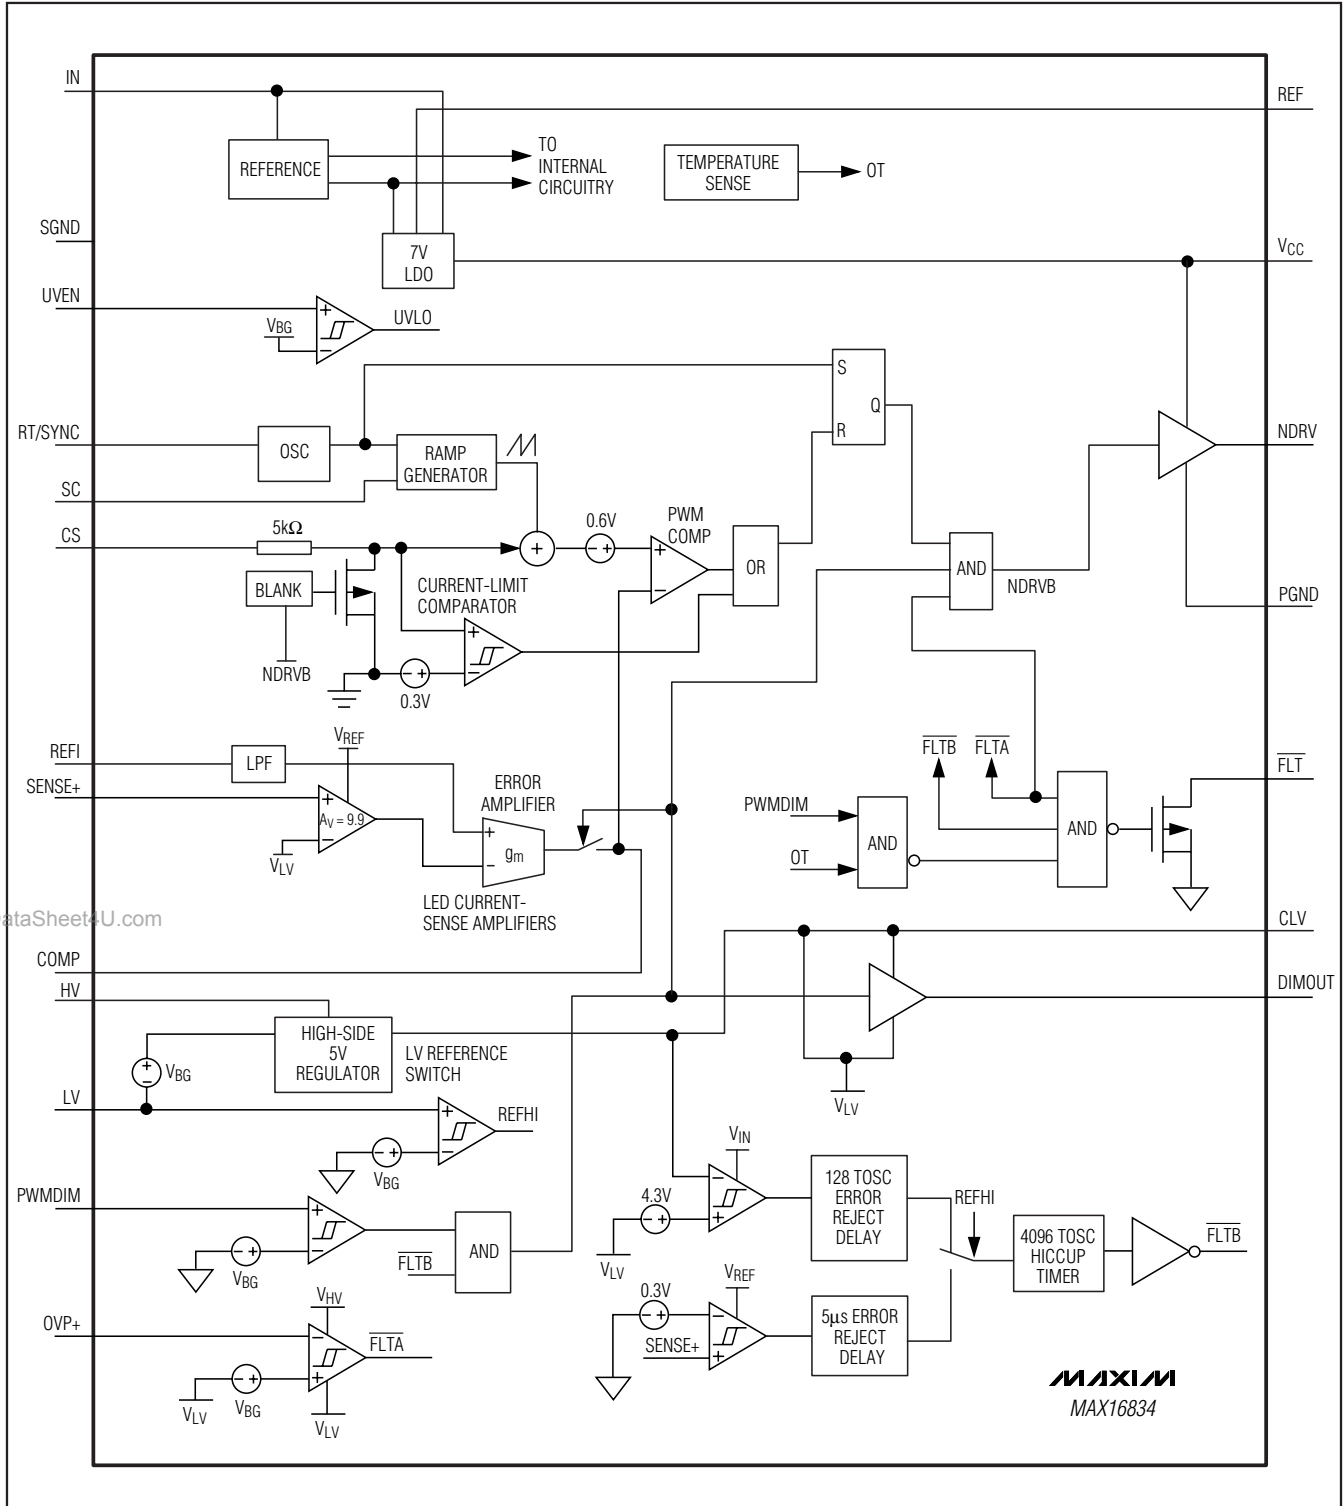 IN
REF
REFERENCE
TO
INTERNAL
CIRCUITRY
TEMPERATURE
SENSE
OT
SGND
7V
LDO
VCC
UVEN
VBG
UVLO
S
Q
R
RT/SYNC
OSC
RAMP
GENERATOR
NDRV
SC
CS
5kΩ
+
0.6V
- +
PWM
COMP
+
-
OR
AND
NDRVB
BLANK
CURRENT-LIMIT
COMPARATOR
PGND
NDRVB
0.3V
- +
+
-
REFI
LPF
VREF
SENSE+
+
AV = 9.9
-
VLV
ERROR
AMPLIFIER
+
gm
-
LED CURRENT-
SENSE AMPLIFIERS
FLTB
FLTA
FLT
PWMDIM
AND
OT
AND
DataSheet4U.com
CLV
COMP
HV
DIMOUT
HIGH-SIDE
5V
REGULATOR
LV REFERENCE
SWITCH
+
-
VBG
LV
+
-
REFHI
VLV
- +
VBG
PWMDIM
+
-
- +
VBG
AND
FLTB
VIN
4.3V
- +
-
+
VLV
128 TOSC
ERROR
REJECT
DELAY
REFHI
4096 TOSC
HICCUP
TIMER
FLTB
VREF
0.3V
- +
SENSE+
-
+
5µs ERROR
REJECT
DELAY
OVP+
VHV
-
+
FLTA
VLV
- +
VBG
VLV
MAXIM
MAX16834